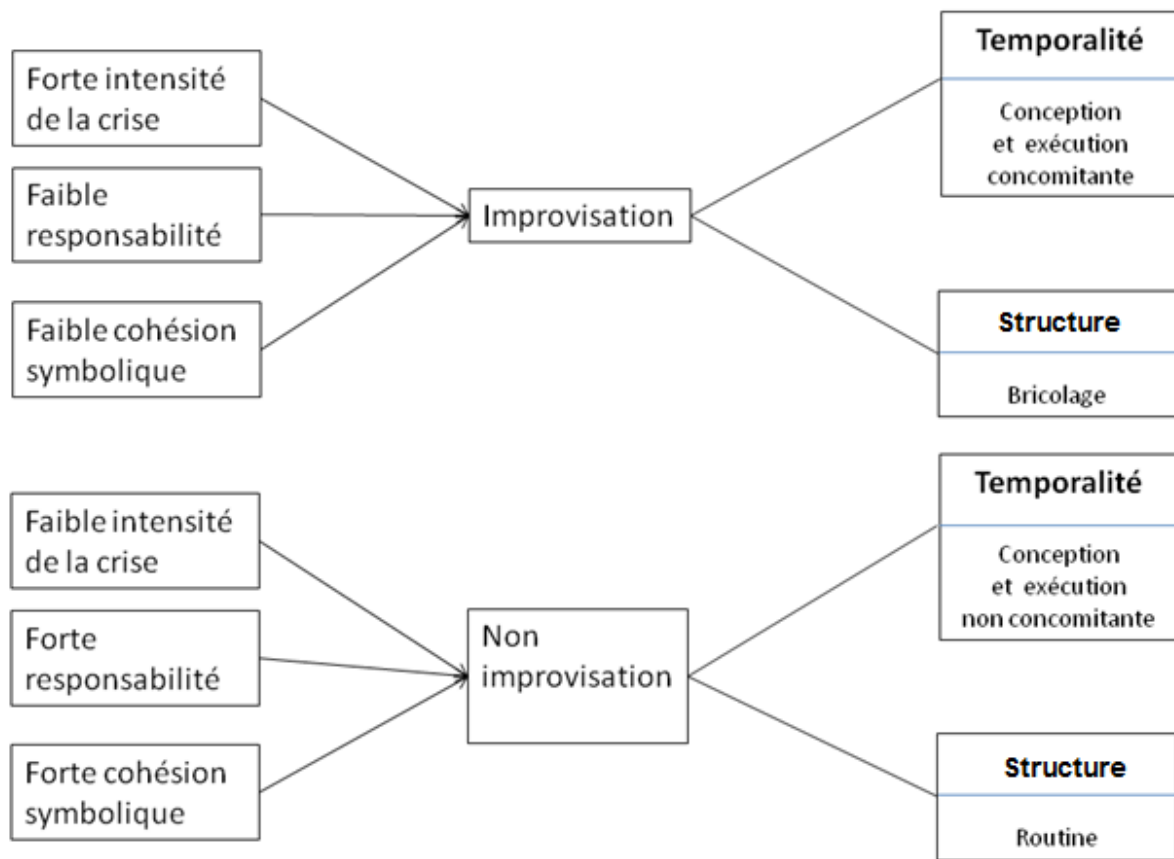 Forte intensité
de la crise
Faible
responsabilité
Faible cohésion
symbolique
Improvisation
Temporalité
Conception
et exécution
concomitante
Structure
Bricolage
Faible intensité
de la crise
Forte
responsabilité
Forte cohésion
symbolique
Non
improvisation
Temporalité
Conception
et exécution
non concomitante
Structure
Routine